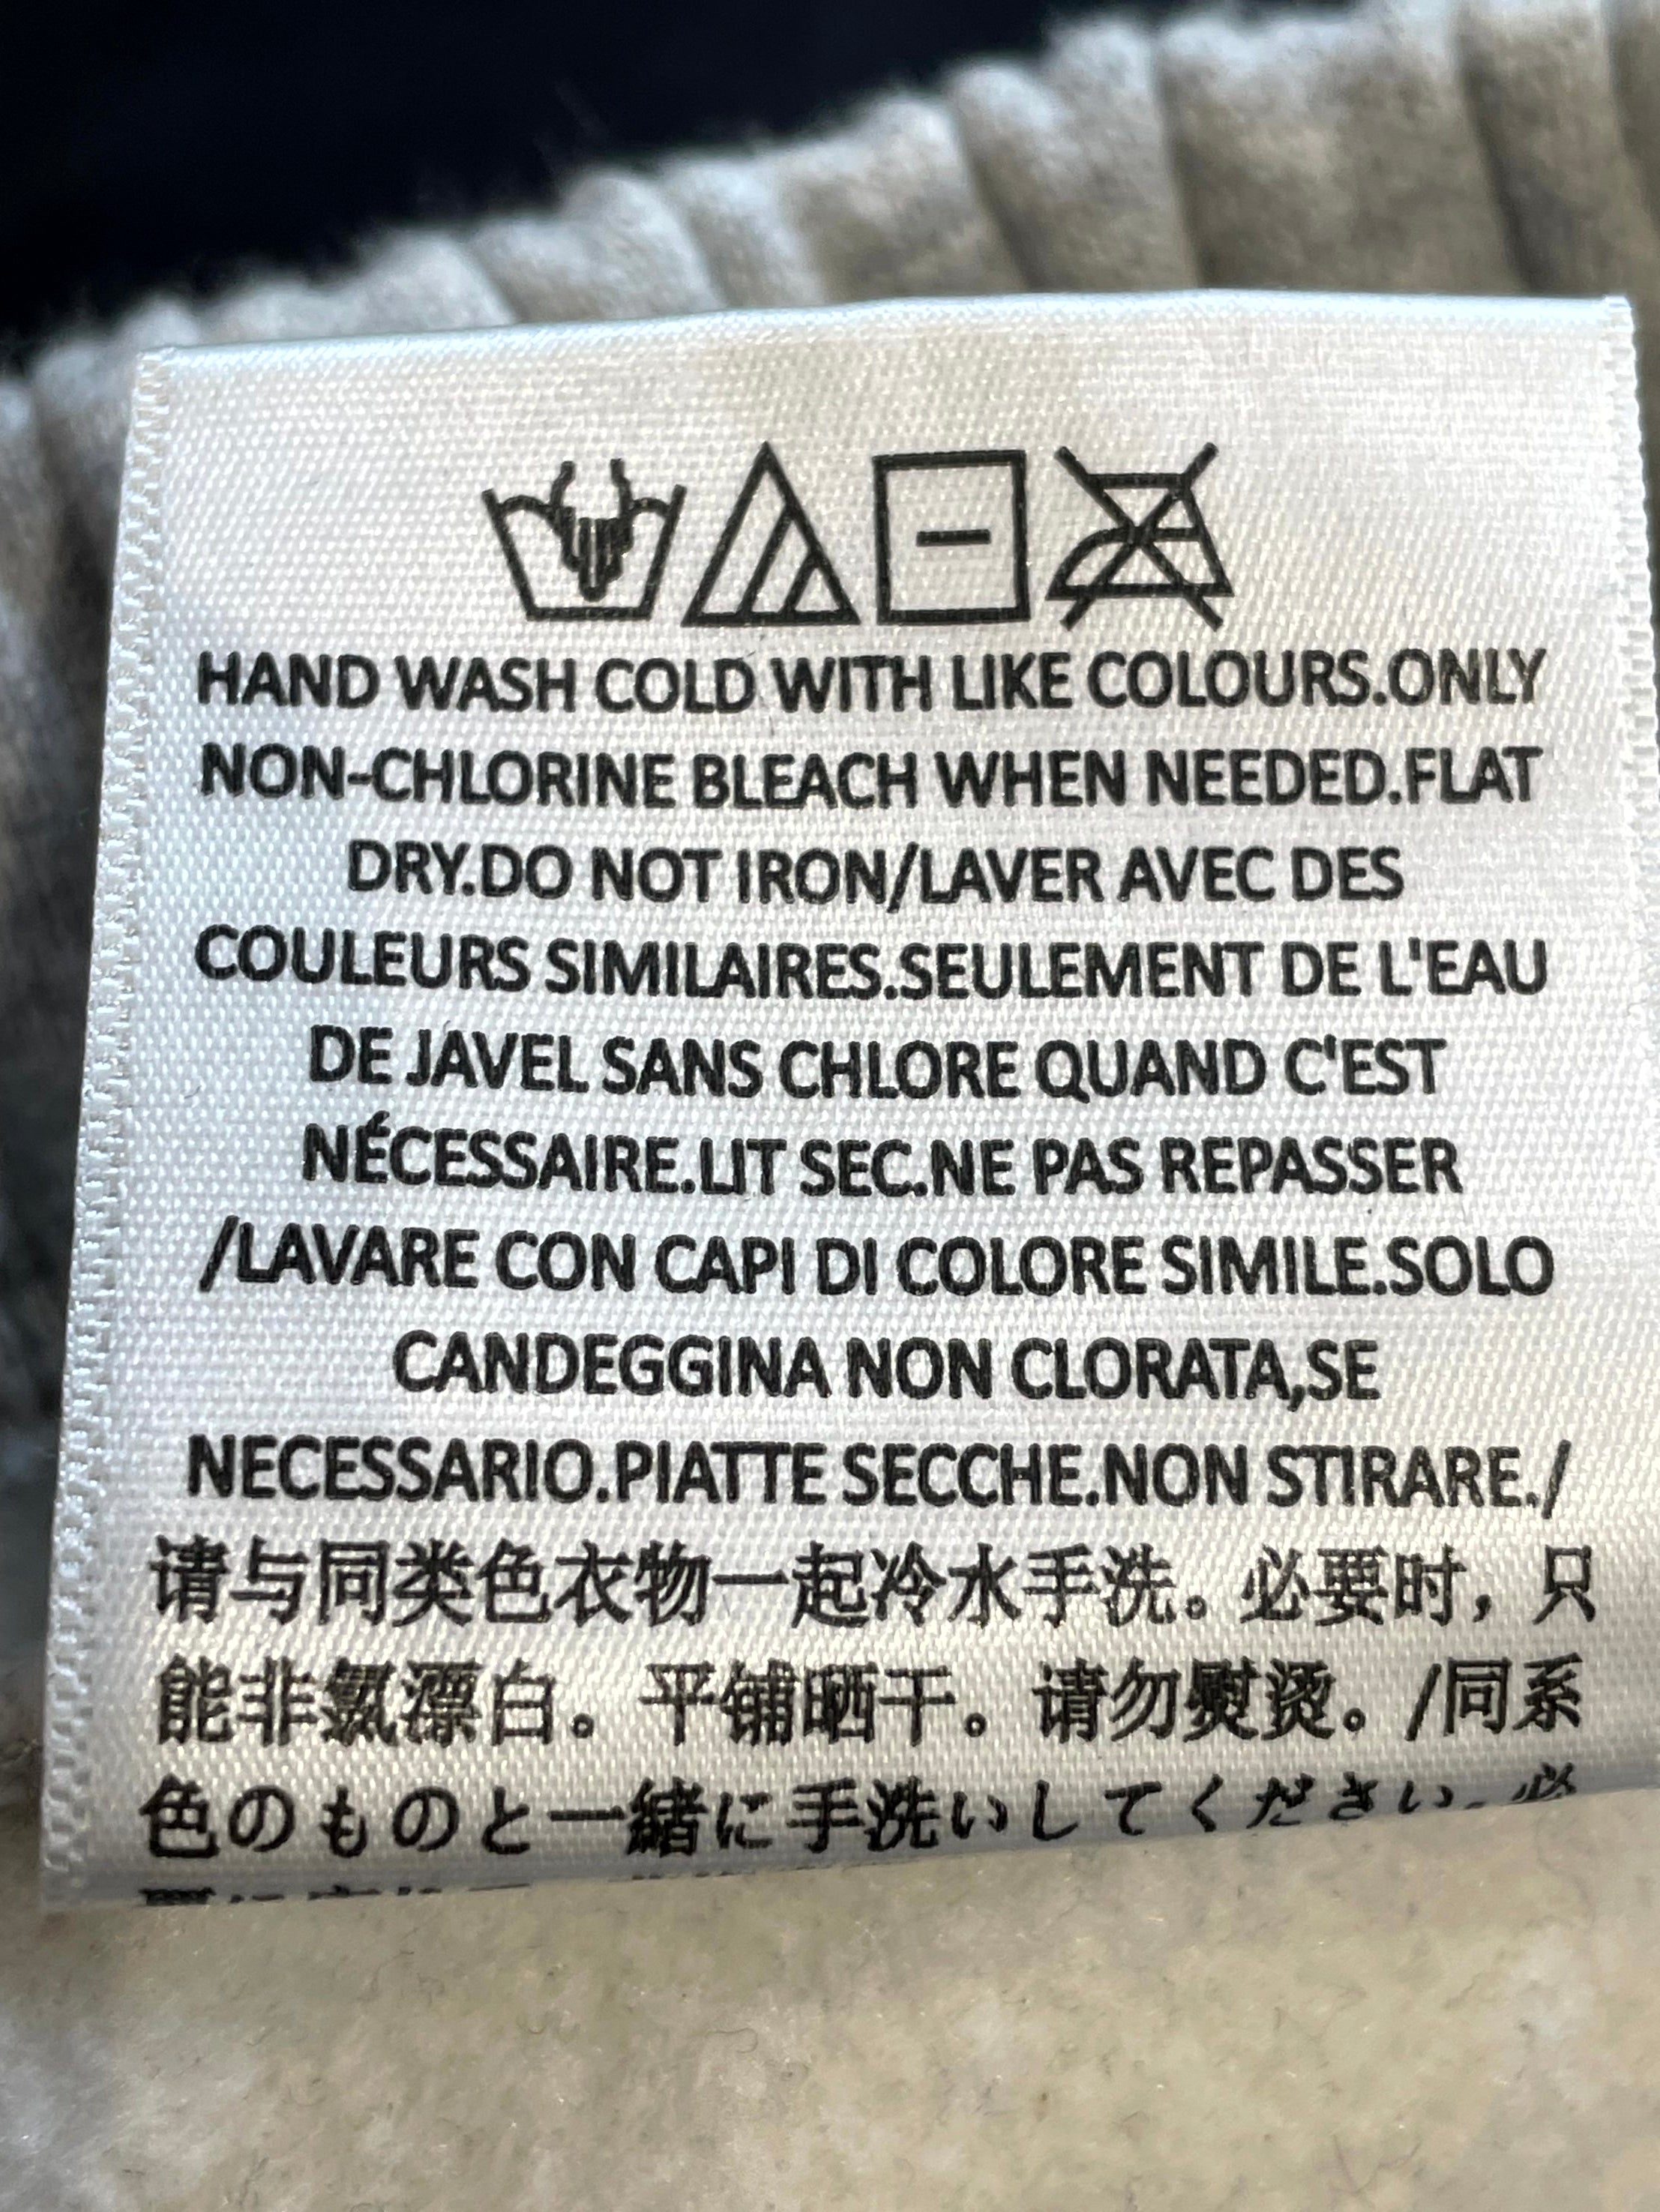 HAND WASH COLD WITH LIKE COLOURS.ONLY
NON-CHLORINE BLEACH WHEN NEEDED.FLAT
DRY.DO NOT IRON/LAVER AVEC DES
COULEURS SIMILAIRES.SEULEMENT DE L'EAU
DE JAVEL SANS CHLORE QUAND C'EST
NÉCESSAIRE.LIT SEC.NE PAS REPASSER
/LAVARE CON CAPI DI COLORE SIMILE.SOLO
CANDEGGINA NON CLORATA,SE
NECESSARIO.PIATTE SECCHE.NON STIRARE./
请与同类色衣物一起冷水手洗。必要时，只
能非氯漂白。平铺晒干。请勿熨烫。/同系
色のものと一緒に手洗いしてください。必